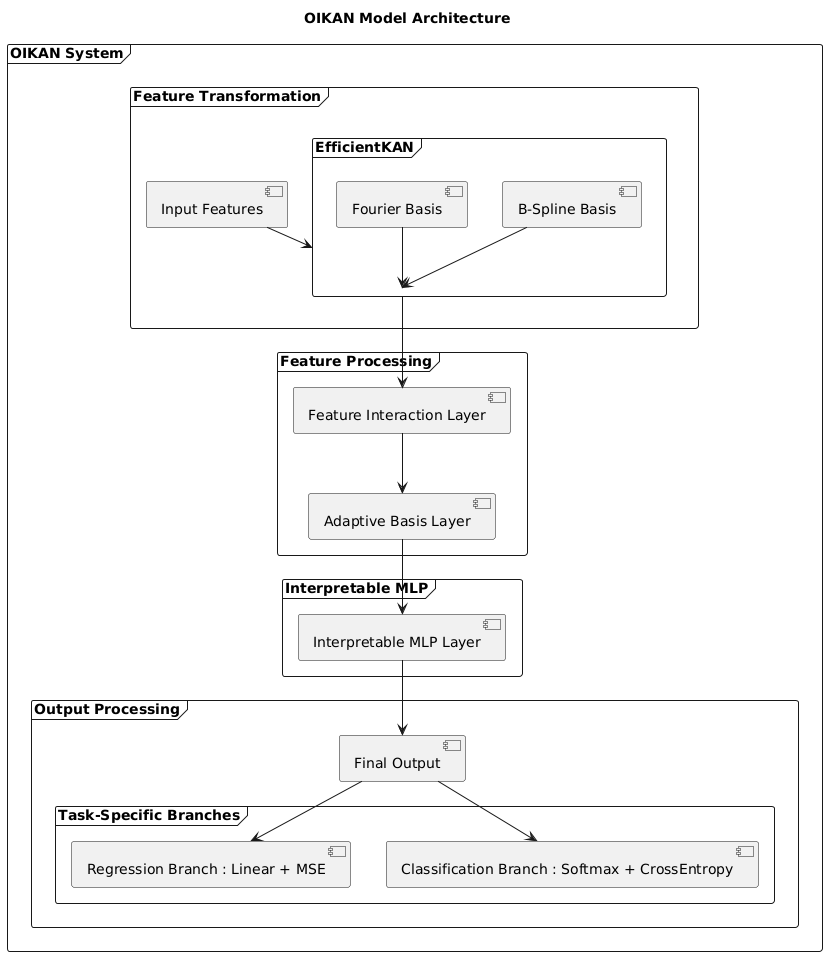 OIKAN Model Architecture
OIKAN System
Feature Transformation
EfficientKAN
Input Features
Fourier Basis
B-Spline Basis
Feature Processing
Feature Interaction Layer
Adaptive Basis Layer
Interpretable MLP
Interpretable MLP Layer
Output Processing
Final Output
Task-Specific Branches
Regression Branch : Linear + MSE
Classification Branch : Softmax + CrossEntropy